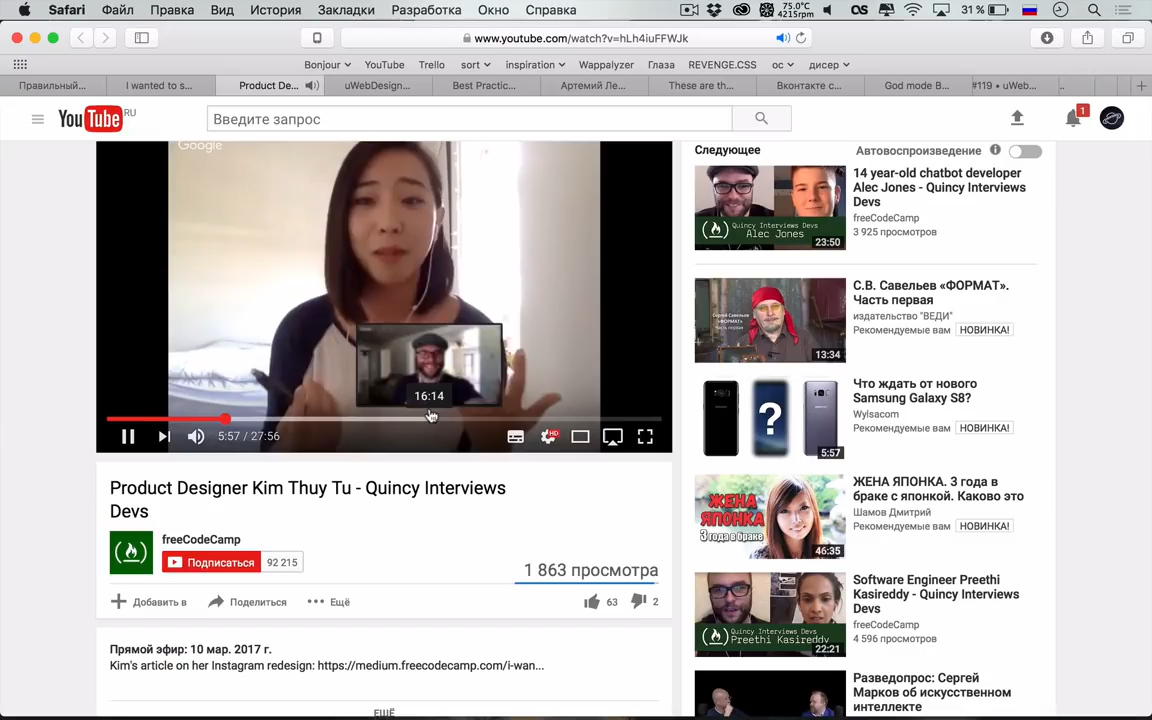 Safari Файл Правка Вид История Закладки Разработка Окно Справка 75.0°C 4215rpm 31 %
www.youtube.com/watch?v=hLh4iuFFWJk
Bonjour YouTube Trello sort inspiration Wappalyzer Глаза REVENGE.CSS ос дисер
Правильный... I wanted to s... Product De... uWebDesign... Best Practic... Артемий Ле... These are th... Вконтакте с... God mode B... #119 • uWeb...
YouTube RU Введите запрос 1
Google
16:14
5:57 / 27:56
HD
Product Designer Kim Thuy Tu - Quincy Interviews
Devs
freeCodeCamp
Подписаться 92 215
1 863 просмотра
Добавить в Поделиться Ещё 63 2
Прямой эфир: 10 мар. 2017 г.
Kim's article on her Instagram redesign: https://medium.freecodecamp.com/i-wan...
ЕЩЁ
Следующее Автовоспроизведение
14 year-old chatbot developer
Alec Jones - Quincy Interviews
Devs
freeCodeCamp
3 925 просмотров
Quincy Interviews Devs
Alec Jones
23:50
С.В. Савельев «ФОРМАТ».
Часть первая
издательство "ВЕДИ"
Рекомендуемые вам НОВИНКА!
13:34
Что ждать от нового
Samsung Galaxy S8?
Wylsacom
Рекомендуемые вам НОВИНКА!
?
5:57
ЖЕНА ЯПОНКА. 3 года в
браке с японкой. Каково это
Шамов Дмитрий
Рекомендуемые вам НОВИНКА!
ЖЕНА
ЯПОНКА
3 года в браке
46:35
Software Engineer Preethi
Kasireddy - Quincy Interviews
Devs
freeCodeCamp
4 596 просмотров
Quincy Interviews Devs
Preethi Kasireddy
22:21
Разведопрос: Сергей
Марков об искусственном
интеллекте